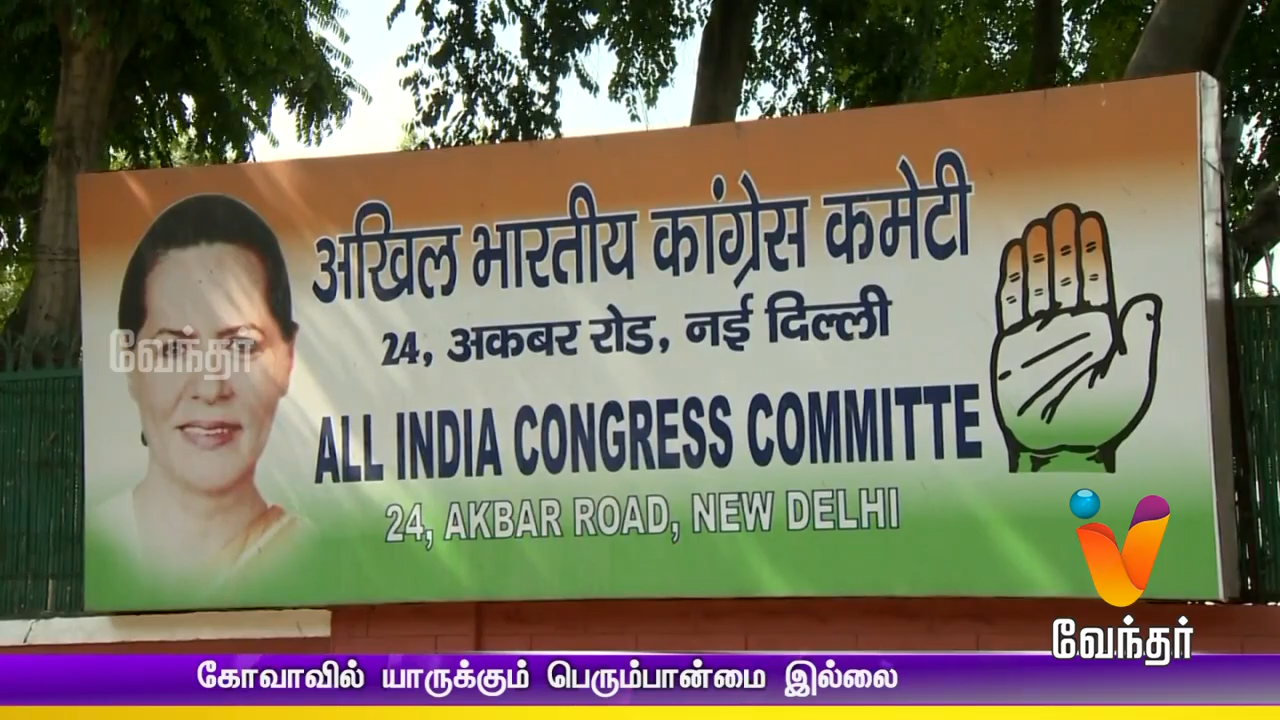 अखिल भारतीय कांग्रेस कमेटी
24, अकबर रोड, नई दिल्ली
வேந்தர்
ALL INDIA CONGRESS COMMITTE
24, AKBAR ROAD, NEW DELHI
வேந்தர்
கோவாவில் யாருக்கும் பெரும்பான்மை இல்லை